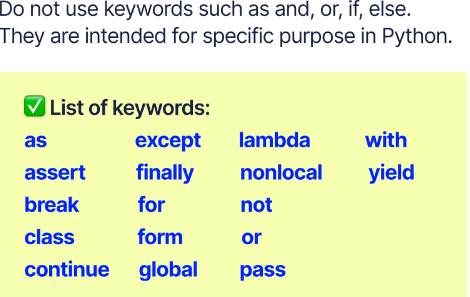 Do not use keywords such as and, or, if, else.
They are intended for specific purpose in Python.
✅ List of keywords:
as except lambda with
assert finally nonlocal yield
break for not
class form or
continue global pass